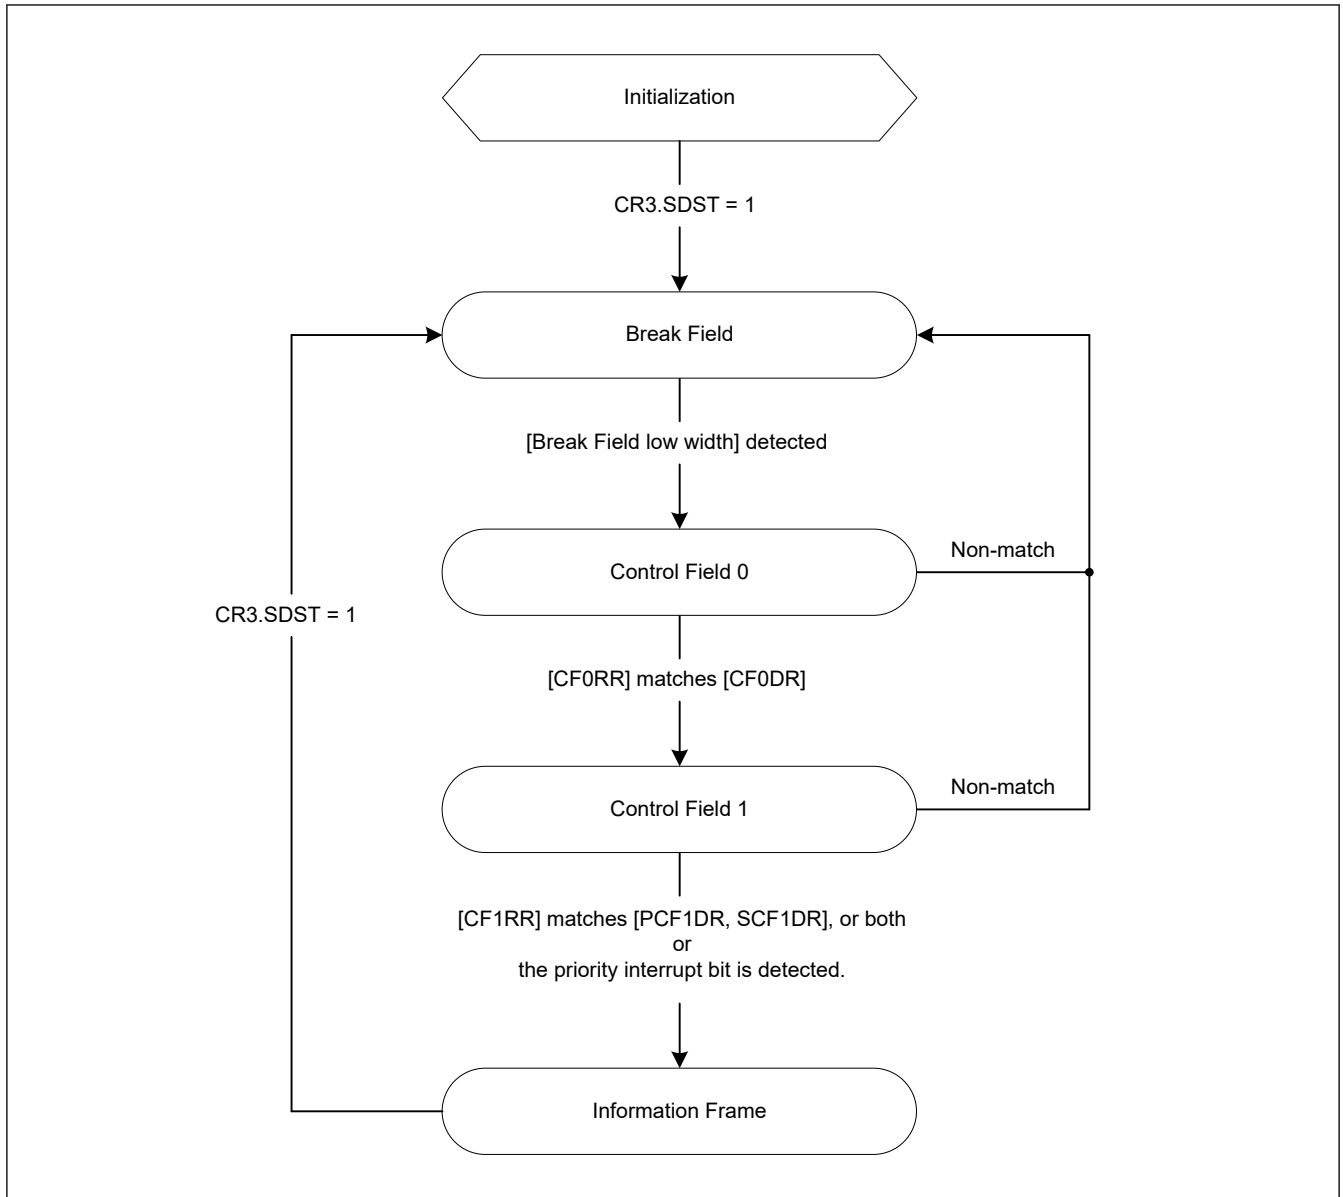 Initialization
CR3.SDST = 1
Break Field
[Break Field low width] detected
Control Field 0
Non-match
CR3.SDST = 1
[CF0RR] matches [CF0DR]
Control Field 1
Non-match
[CF1RR] matches [PCF1DR, SCF1DR], or both
or
the priority interrupt bit is detected.
Information Frame